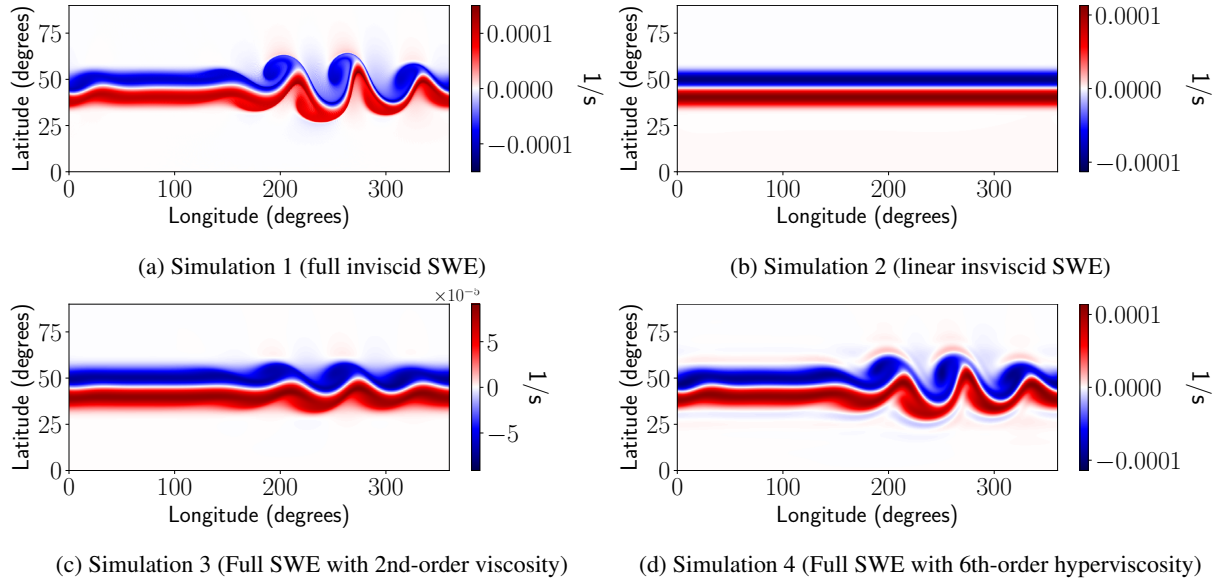 75
50
25
0
0 100 200 300
Latitude (degrees)
Longitude (degrees)
0.0001
0.0000
−0.0001
1/s
(a) Simulation 1 (full inviscid SWE)
75
50
25
0
0 100 200 300
Latitude (degrees)
Longitude (degrees)
0.0001
0.0000
−0.0001
1/s
(b) Simulation 2 (linear insviscid SWE)
75
50
25
0
0 100 200 300
Latitude (degrees)
Longitude (degrees)
×10⁻⁵
5
0
−5
1/s
(c) Simulation 3 (Full SWE with 2nd-order viscosity)
75
50
25
0
0 100 200 300
Latitude (degrees)
Longitude (degrees)
0.0001
0.0000
−0.0001
1/s
(d) Simulation 4 (Full SWE with 6th-order hyperviscosity)